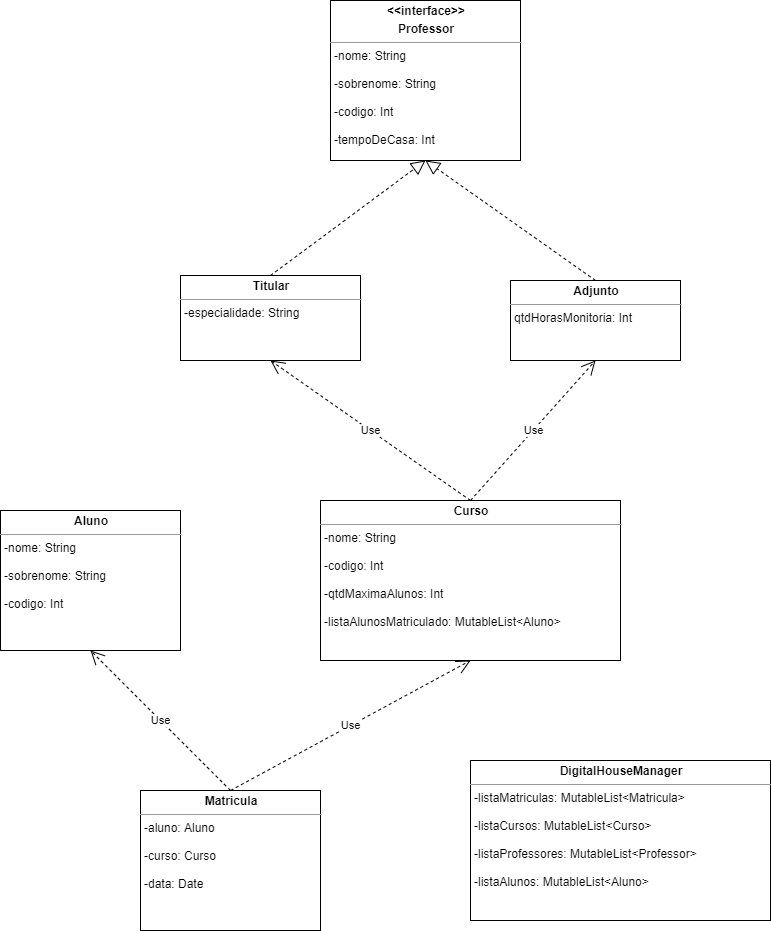 <<interface>>
Professor
-nome: String
-sobrenome: String
-codigo: Int
-tempoDeCasa: Int
Titular
-especialidade: String
Adjunto
qtdHorasMonitoria: Int
Use
Use
Aluno
-nome: String
-sobrenome: String
-codigo: Int
Curso
-nome: String
-codigo: Int
-qtdMaximaAlunos: Int
-listaAlunosMatriculado: MutableList<Aluno>
Use
Use
Matricula
-aluno: Aluno
-curso: Curso
-data: Date
DigitalHouseManager
-listaMatriculas: MutableList<Matricula>
-listaCursos: MutableList<Curso>
-listaProfessores: MutableList<Professor>
-listaAlunos: MutableList<Aluno>